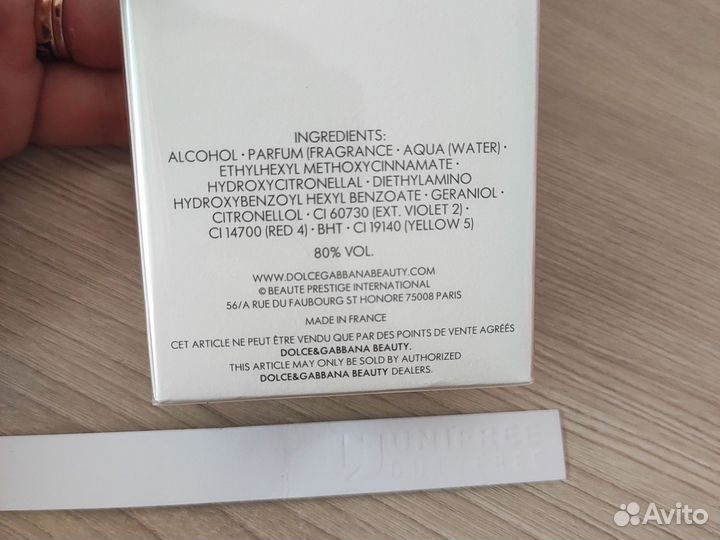 INGREDIENTS:
ALCOHOL · PARFUM (FRAGRANCE · AQUA (WATER) ·
ETHYLHEXYL METHOXYCINNAMATE ·
HYDROXYCITRONELLAL · DIETHYLAMINO
HYDROXYBENZOYL HEXYL BENZOATE · GERANIOL ·
CITRONELLOL · CI 60730 (EXT. VIOLET 2) ·
CI 14700 (RED 4) · BHT · CI 19140 (YELLOW 5)
80% VOL.
WWW.DOLCEGABBANABEAUTY.COM
© BEAUTE PRESTIGE INTERNATIONAL
56/A RUE DU FAUBOURG ST HONORE 75008 PARIS
MADE IN FRANCE
CET ARTICLE NE PEUT ÊTRE VENDU QUE PAR DES POINTS DE VENTE AGRÉÉS
DOLCE&GABBANA BEAUTY.
THIS ARTICLE MAY ONLY BE SOLD BY AUTHORIZED
DOLCE&GABBANA BEAUTY DEALERS.
UNIFREE
DUTY FREE
Avito